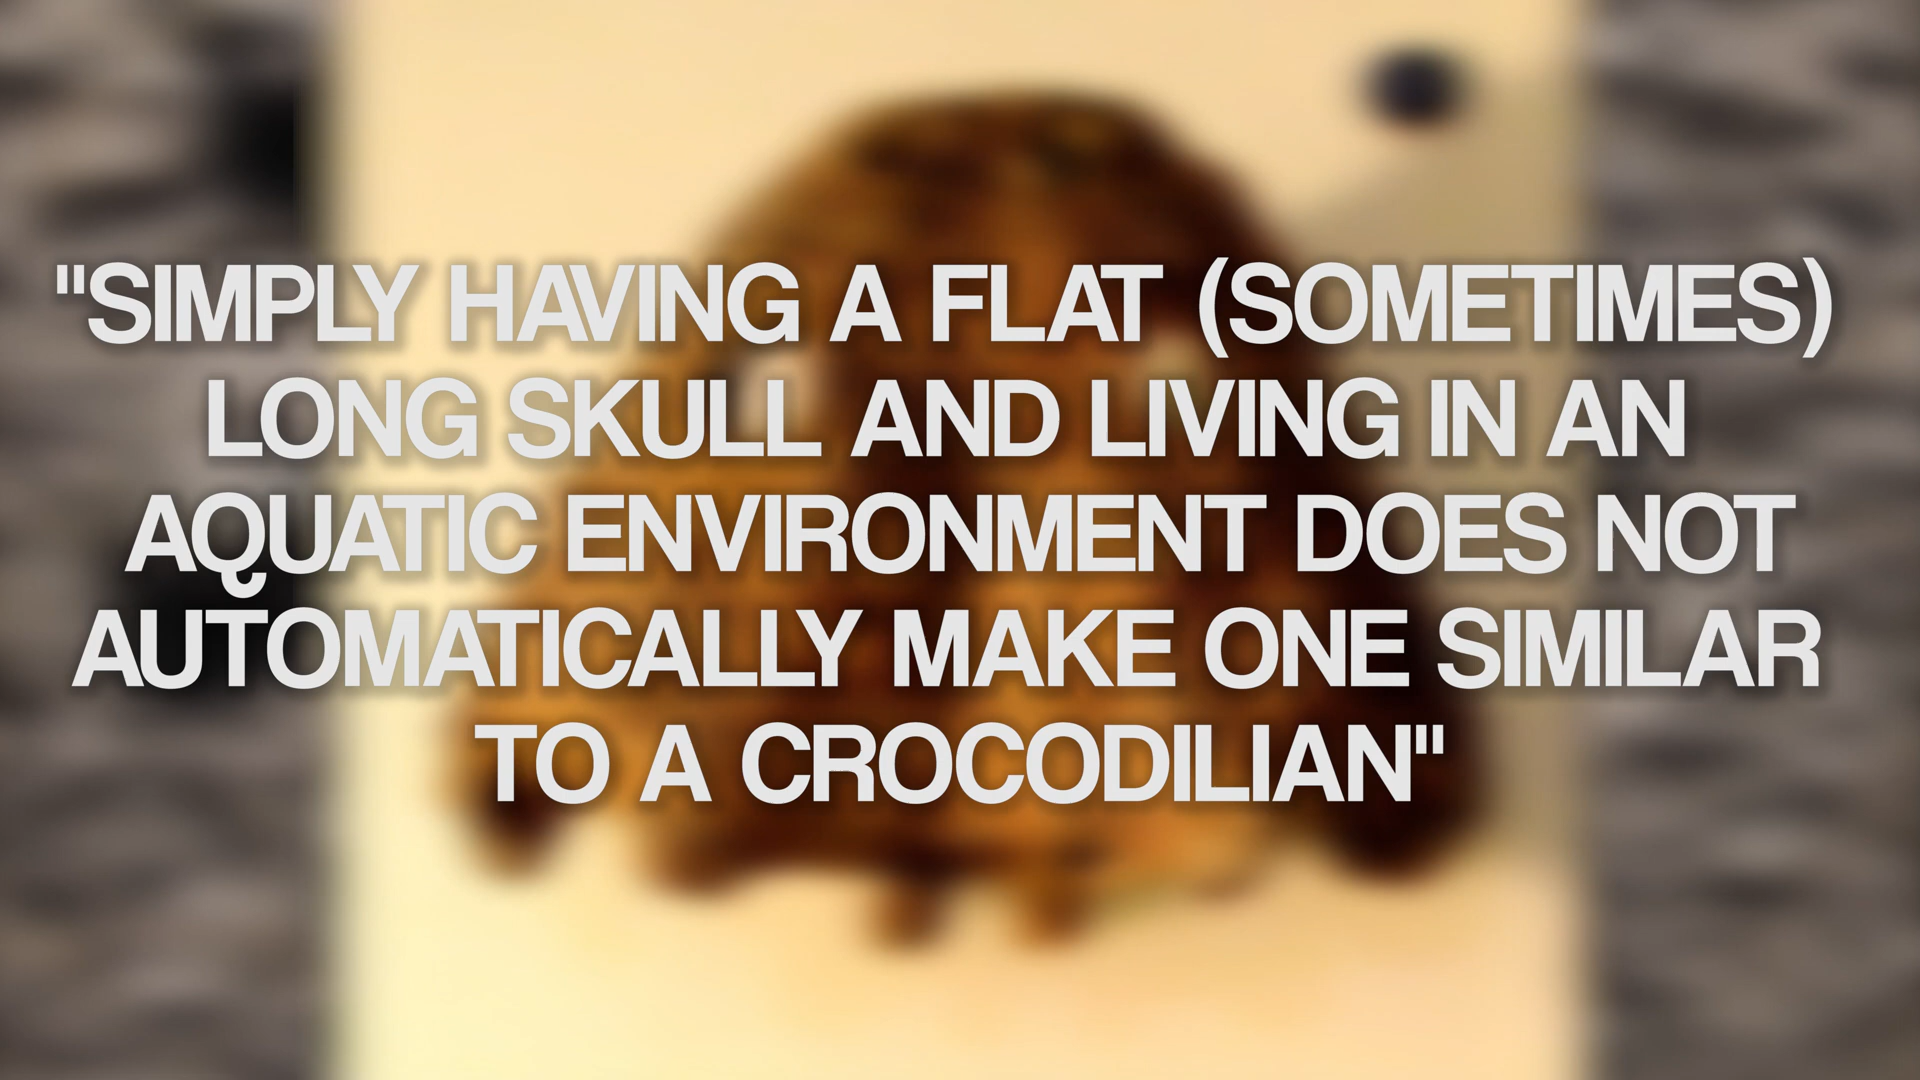 "SIMPLY HAVING A FLAT (SOMETIMES)
LONG SKULL AND LIVING IN AN
AQUATIC ENVIRONMENT DOES NOT
AUTOMATICALLY MAKE ONE SIMILAR
TO A CROCODILIAN"